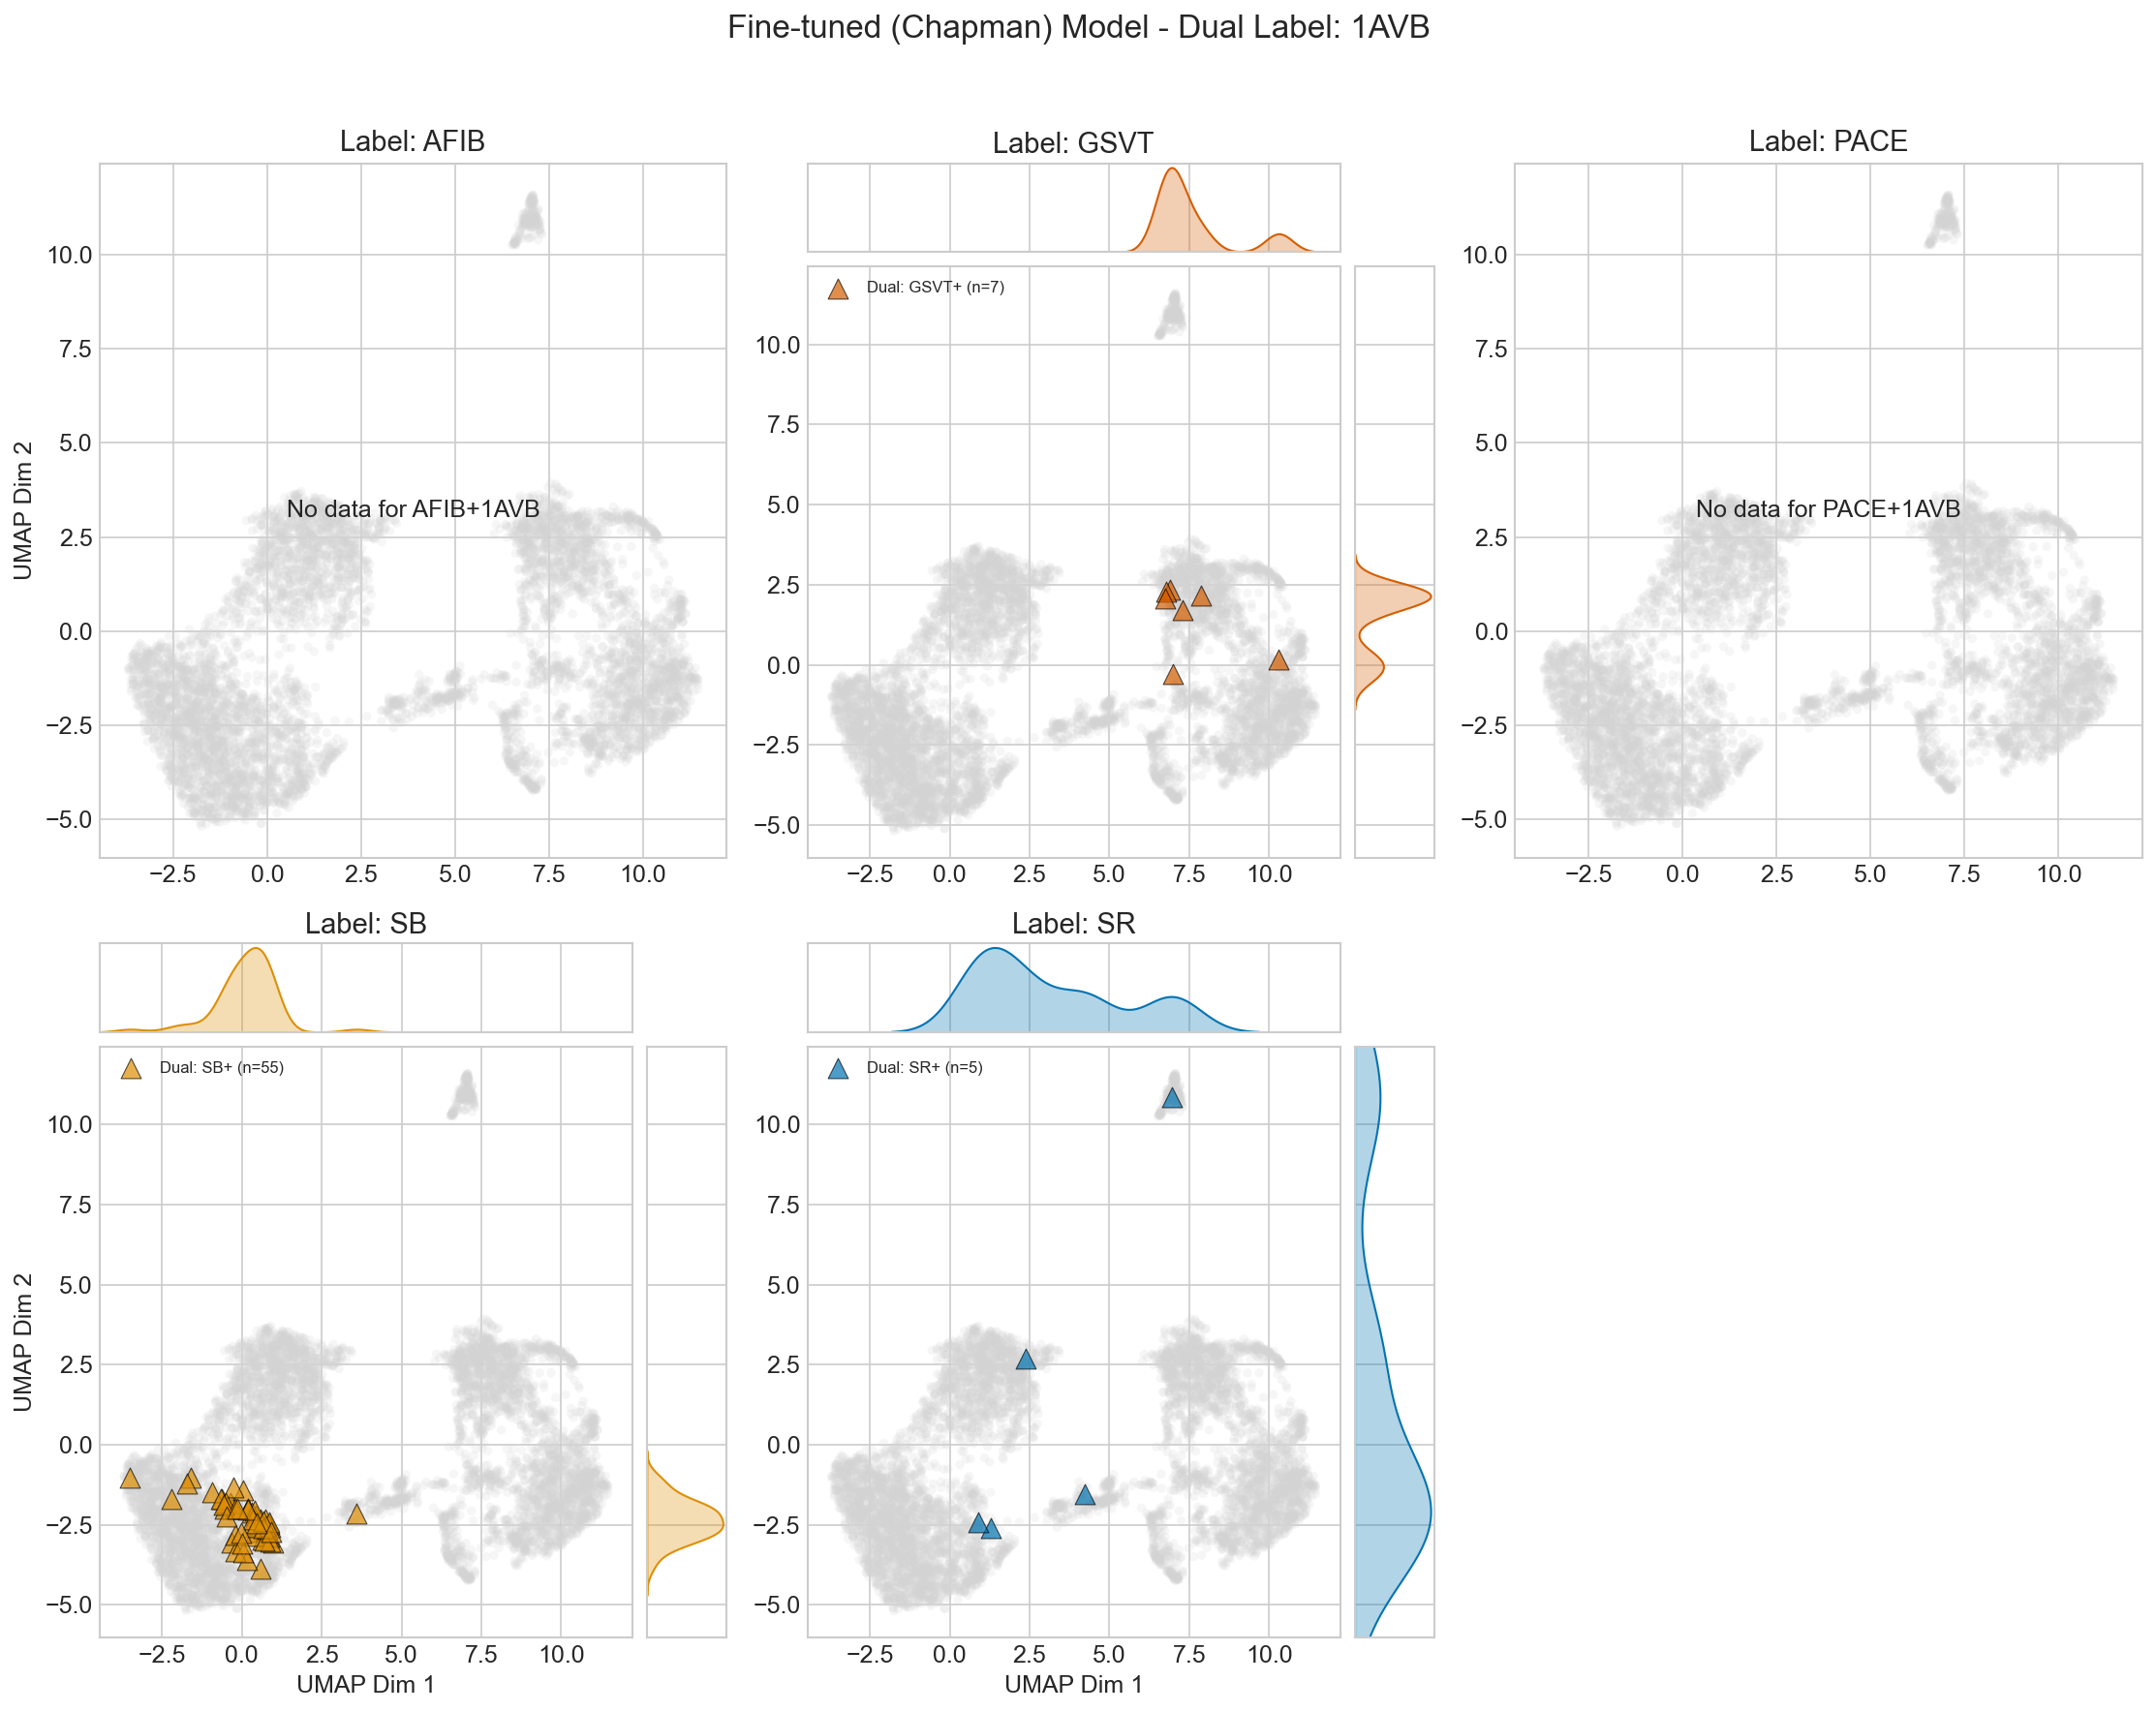 Fine-tuned (Chapman) Model - Dual Label: 1AVB
Label: AFIB
UMAP Dim 2
10.0
7.5
5.0
2.5
0.0
−2.5
−5.0
No data for AFIB+1AVB
−2.5 0.0 2.5 5.0 7.5 10.0
Label: GSVT
Dual: GSVT+ (n=7)
10.0
7.5
5.0
2.5
0.0
−2.5
−5.0
−2.5 0.0 2.5 5.0 7.5 10.0
Label: PACE
10.0
7.5
5.0
2.5
0.0
−2.5
−5.0
No data for PACE+1AVB
−2.5 0.0 2.5 5.0 7.5 10.0
Label: SB
Dual: SB+ (n=55)
UMAP Dim 2
10.0
7.5
5.0
2.5
0.0
−2.5
−5.0
−2.5 0.0 2.5 5.0 7.5 10.0
UMAP Dim 1
Label: SR
Dual: SR+ (n=5)
10.0
7.5
5.0
2.5
0.0
−2.5
−5.0
−2.5 0.0 2.5 5.0 7.5 10.0
UMAP Dim 1